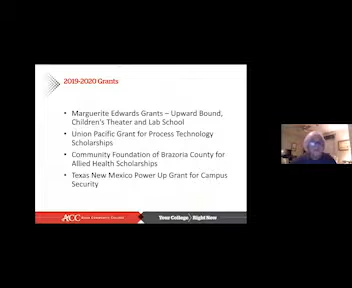 2019-2020 Grants
• Marguerite Edwards Grants – Upward Bound,
Children's Theater and Lab School
• Union Pacific Grant for Process Technology
Scholarships
• Community Foundation of Brazoria County for
Allied Health Scholarships
• Texas New Mexico Power Up Grant for Campus
Security
ACC Alvin Community College
Your College Right Now